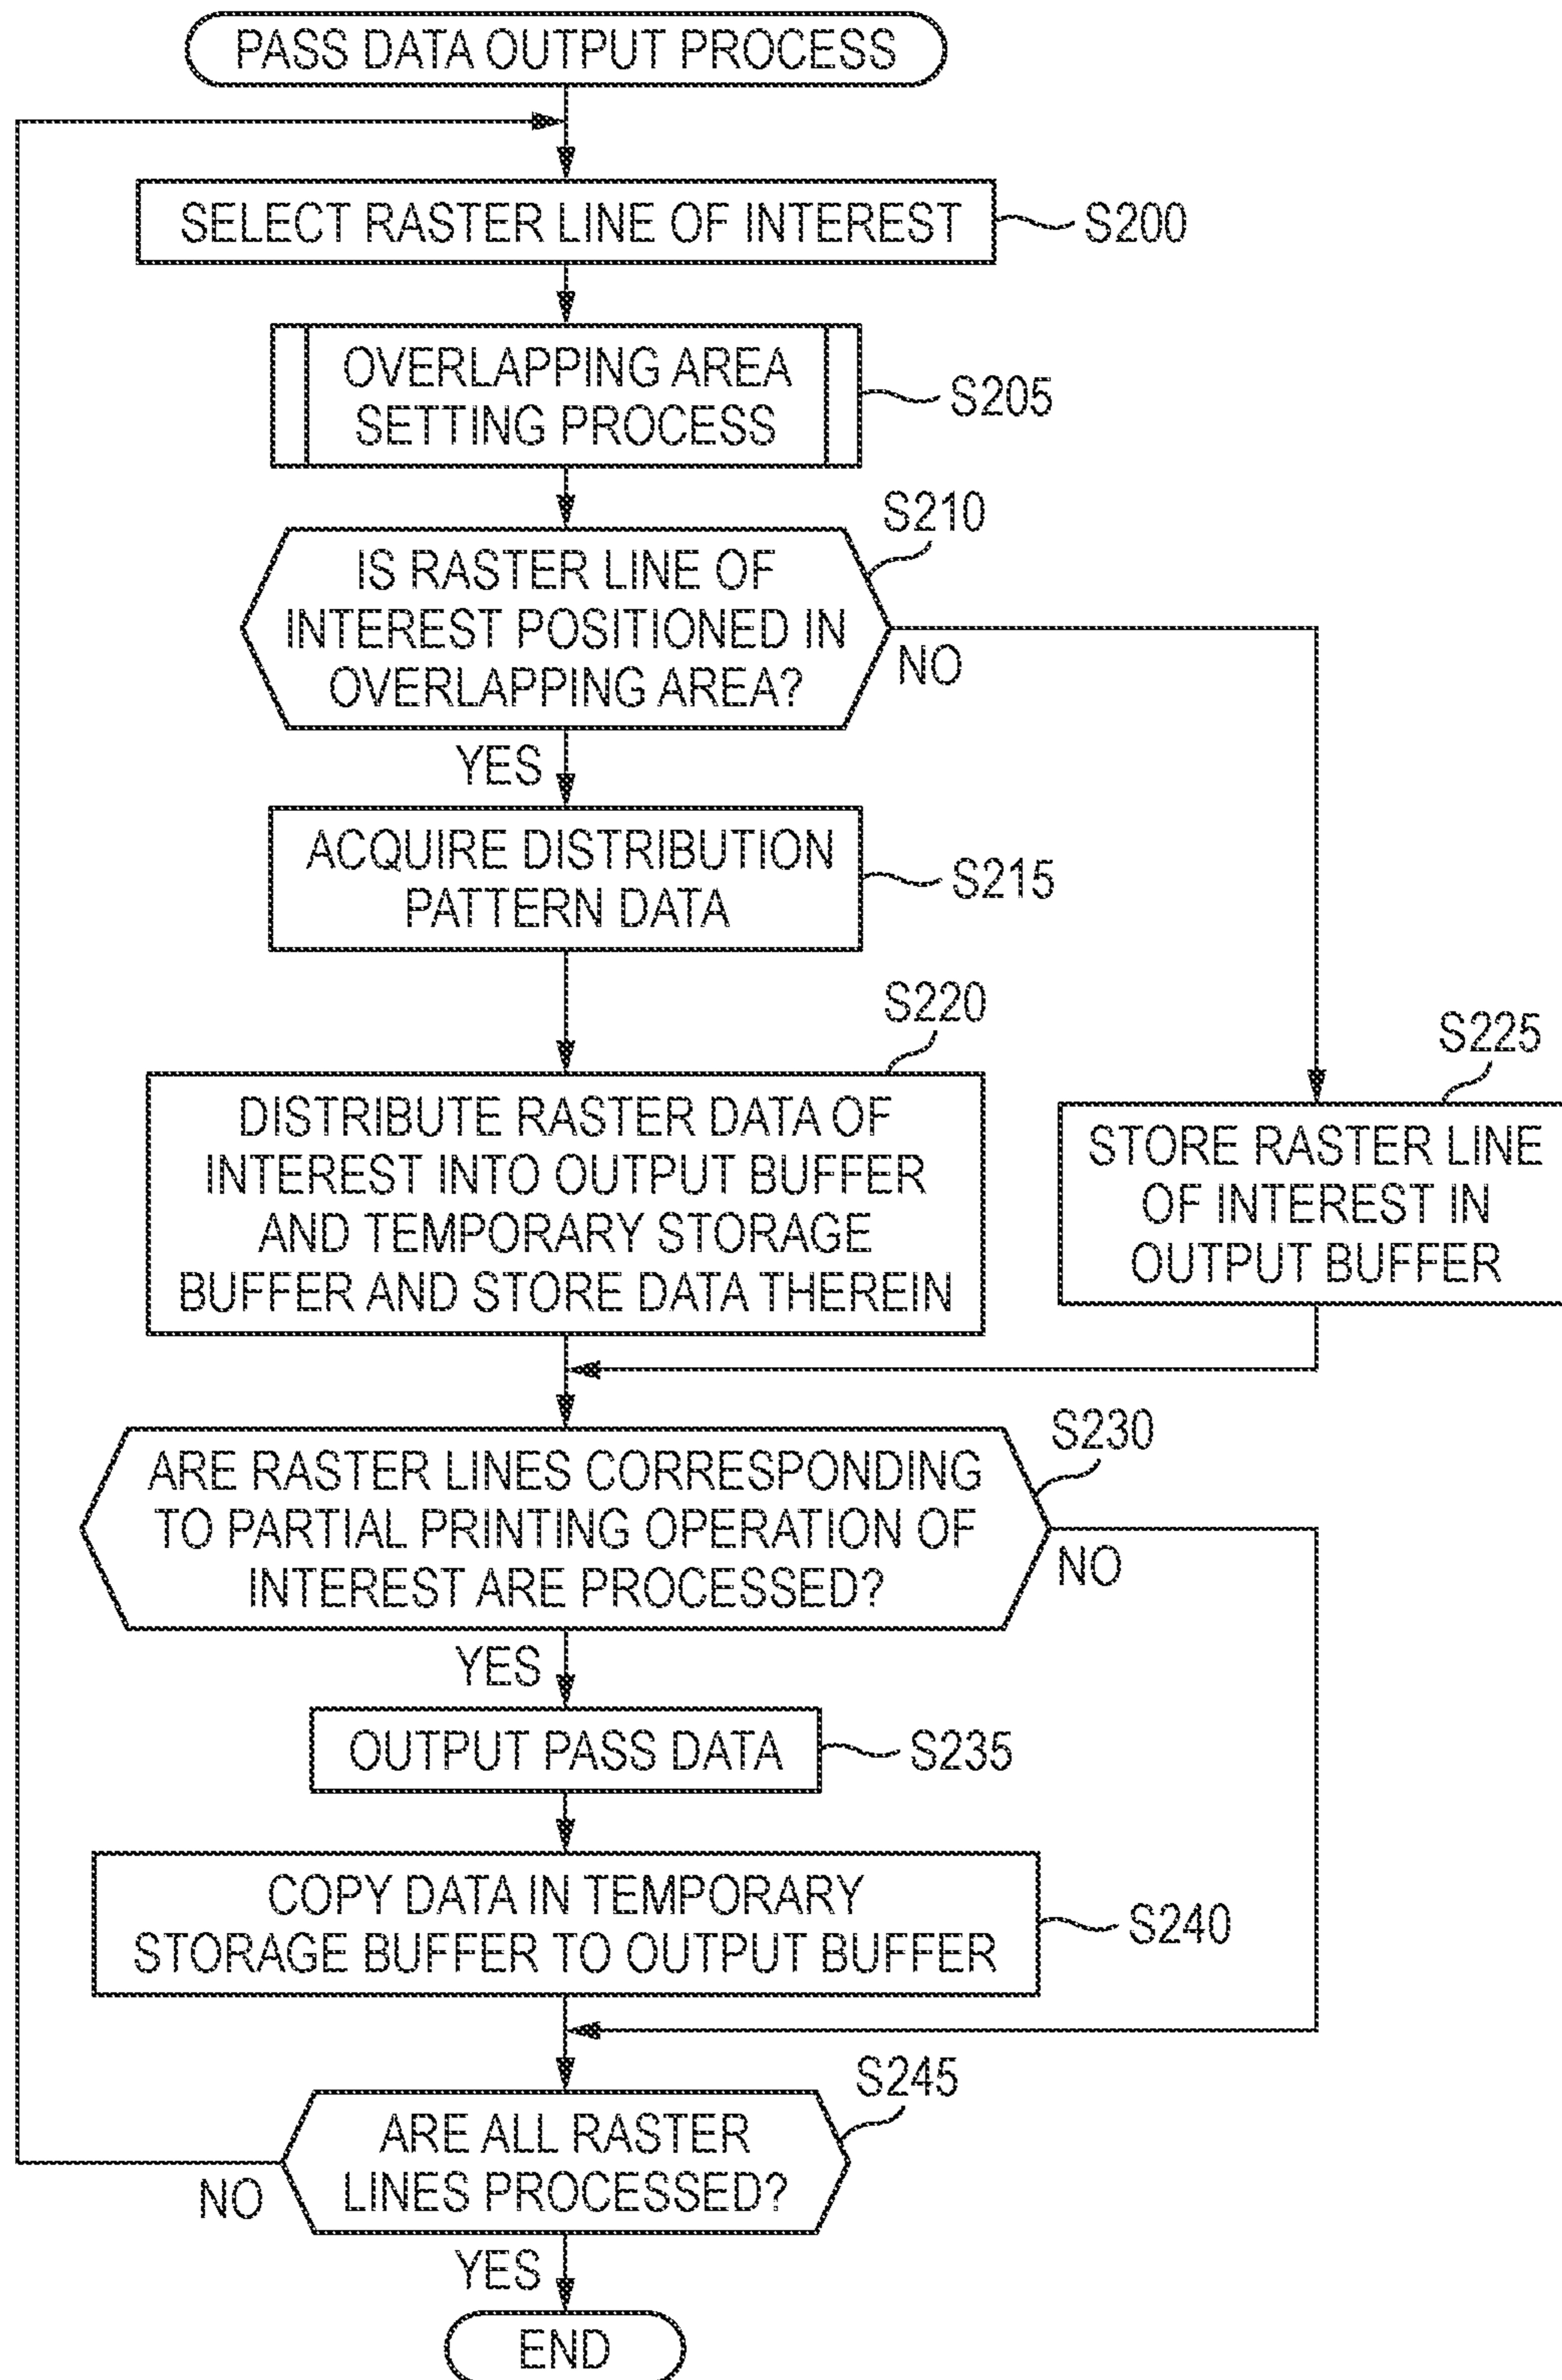 PASS DATA OUTPUT PROCESS
SELECT RASTER LINE OF INTEREST
S200
OVERLAPPING AREA
SETTING PROCESS
S205
S210
IS RASTER LINE OF
INTEREST POSITIONED IN
OVERLAPPING AREA?
NO
YES
ACQUIRE DISTRIBUTION
PATTERN DATA
S215
S220
DISTRIBUTE RASTER DATA OF
INTEREST INTO OUTPUT BUFFER
AND TEMPORARY STORAGE
BUFFER AND STORE DATA THEREIN
S225
STORE RASTER LINE
OF INTEREST IN
OUTPUT BUFFER
S230
ARE RASTER LINES CORRESPONDING
TO PARTIAL PRINTING OPERATION OF
INTEREST ARE PROCESSED?
NO
YES
OUTPUT PASS DATA
S235
COPY DATA IN TEMPORARY
STORAGE BUFFER TO OUTPUT BUFFER
S240
S245
ARE ALL RASTER
LINES PROCESSED?
NO
YES
END